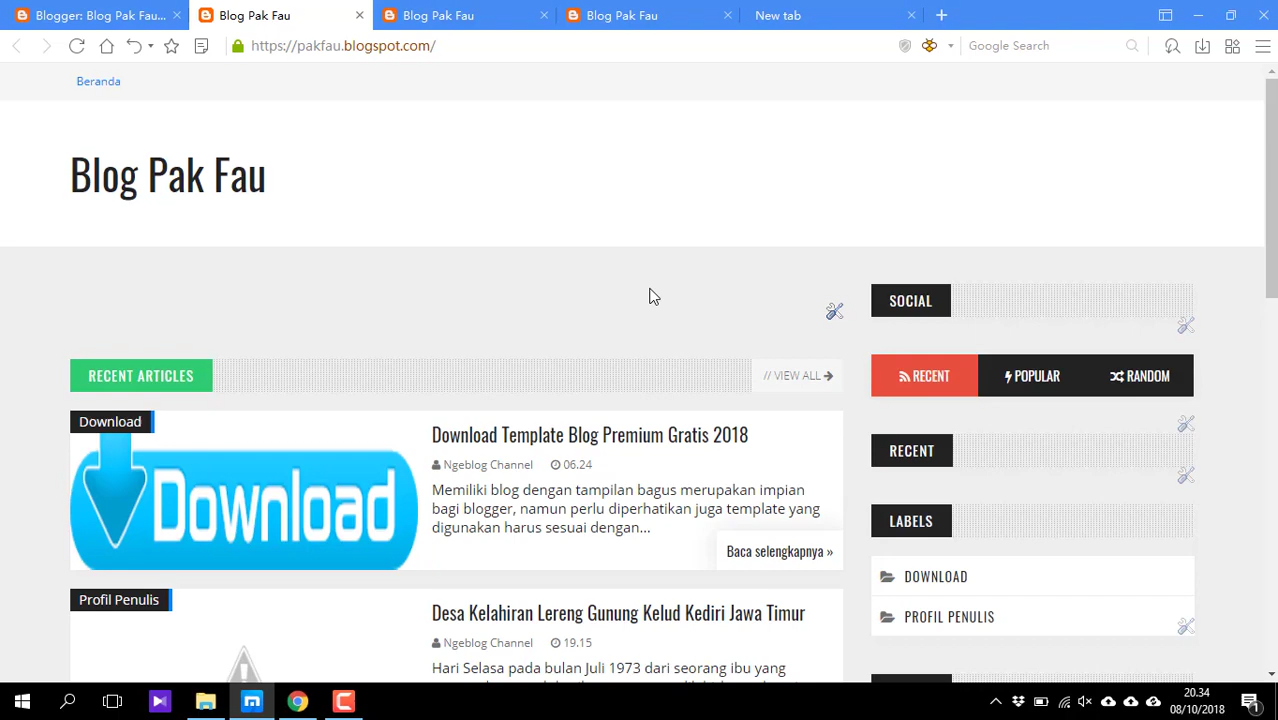 Blogger: Blog Pak Fau...
Blog Pak Fau
Blog Pak Fau
Blog Pak Fau
New tab
https://pakfau.blogspot.com/
Google Search
Beranda
Blog Pak Fau
SOCIAL
RECENT ARTICLES
// VIEW ALL
RECENT
POPULAR
RANDOM
Download
Download
Download Template Blog Premium Gratis 2018
Ngeblog Channel 06.24
Memiliki blog dengan tampilan bagus merupakan impian
bagi blogger, namun perlu diperhatikan juga template yang
digunakan harus sesuai dengan...
Baca selengkapnya »
RECENT
LABELS
DOWNLOAD
PROFIL PENULIS
Profil Penulis
Desa Kelahiran Lereng Gunung Kelud Kediri Jawa Timur
Ngeblog Channel 19.15
Hari Selasa pada bulan Juli 1973 dari seorang ibu yang
20.34
08/10/2018
1